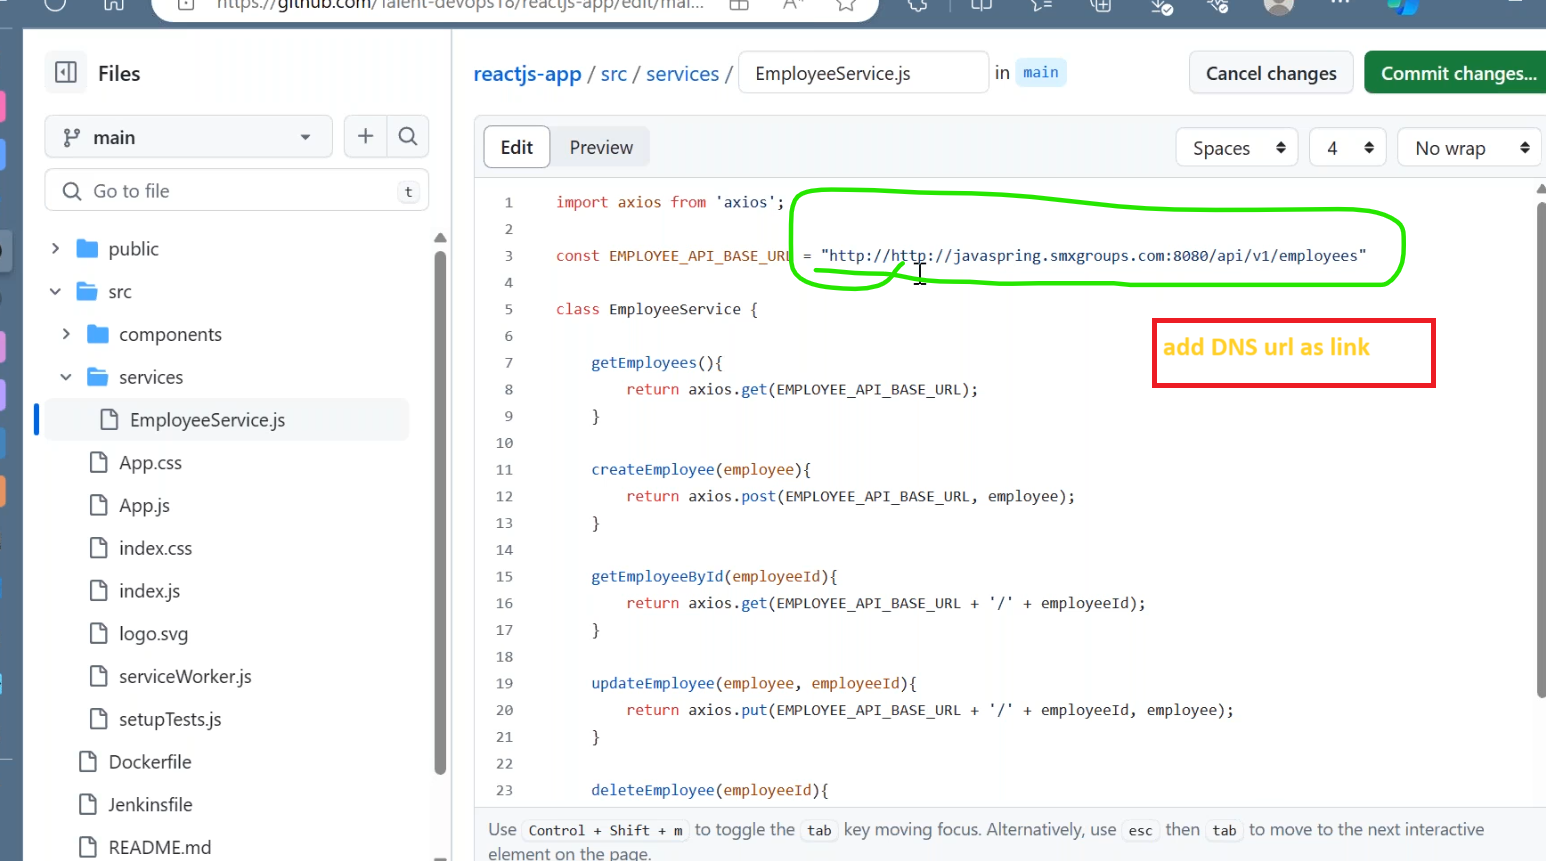 https://github.com/Talent-devops18/reactjs-app/edit/mai...
Files
reactjs-app / src / services / EmployeeService.js in main
Cancel changes
Commit changes...
main
Go to file
t
Edit
Preview
Spaces
4
No wrap
public
src
components
services
EmployeeService.js
App.css
App.js
index.css
index.js
logo.svg
serviceWorker.js
setupTests.js
Dockerfile
Jenkinsfile
README.md
1 import axios from 'axios';
2
3 const EMPLOYEE_API_BASE_URL = "http://http://javaspring.smxgroups.com:8080/api/v1/employees"
4
5 class EmployeeService {
6
7 getEmployees(){
8 return axios.get(EMPLOYEE_API_BASE_URL);
9 }
10
11 createEmployee(employee){
12 return axios.post(EMPLOYEE_API_BASE_URL, employee);
13 }
14
15 getEmployeeById(employeeId){
16 return axios.get(EMPLOYEE_API_BASE_URL + '/' + employeeId);
17 }
18
19 updateEmployee(employee, employeeId){
20 return axios.put(EMPLOYEE_API_BASE_URL + '/' + employeeId, employee);
21 }
22
23 deleteEmployee(employeeId){
add DNS url as link
Use Control + Shift + m to toggle the tab key moving focus. Alternatively, use esc then tab to move to the next interactive
element on the page.